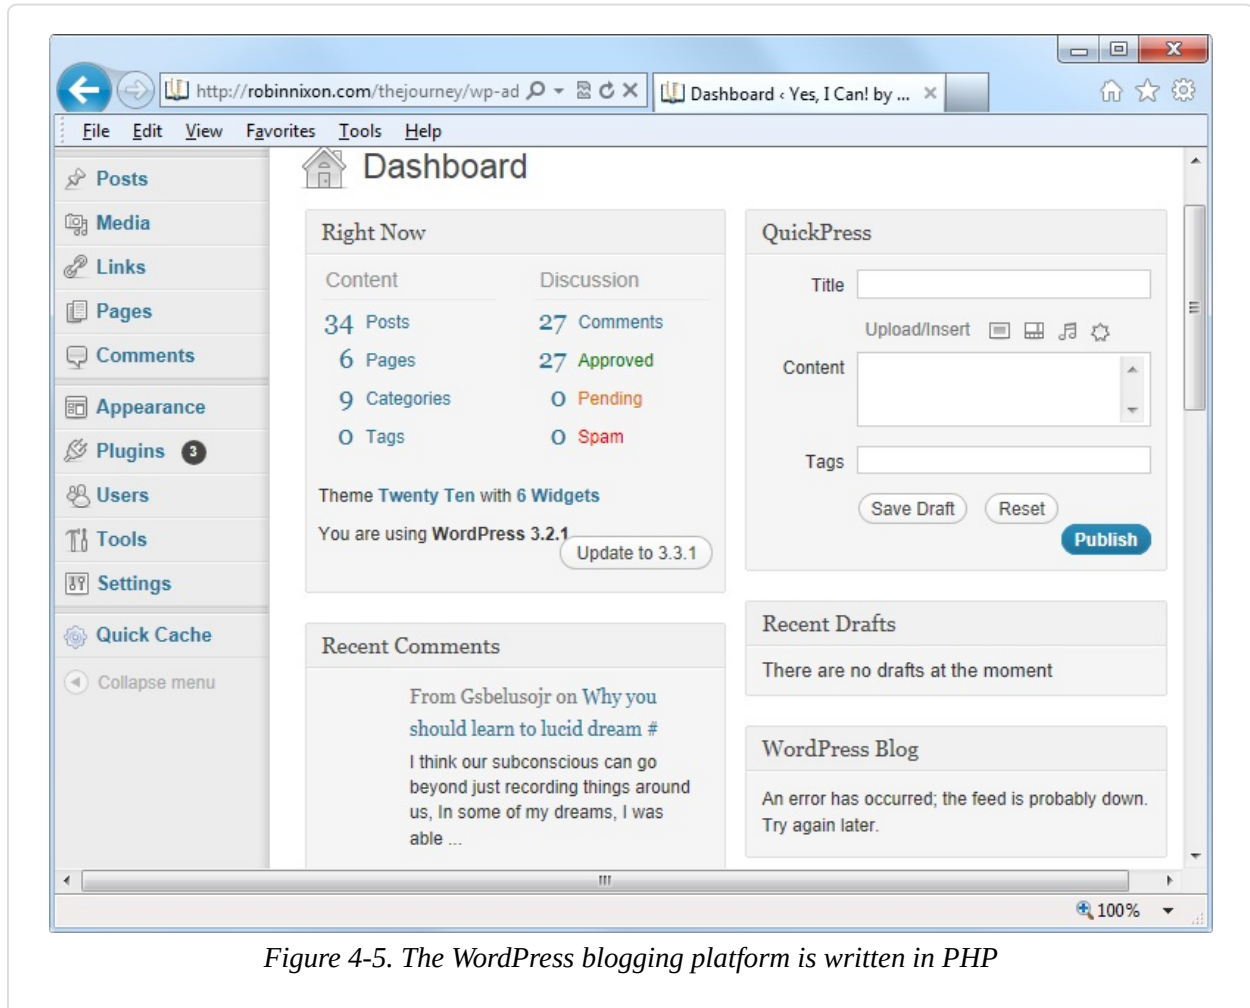 http://robinnixon.com/thejourney/wp-ad
Dashboard ‹ Yes, I Can! by ...
File Edit View Favorites Tools Help
Posts
Media
Links
Pages
Comments
Appearance
Plugins 3
Users
Tools
Settings
Quick Cache
Collapse menu
Dashboard
Right Now
Content Discussion
34 Posts 27 Comments
6 Pages 27 Approved
9 Categories 0 Pending
0 Tags 0 Spam
Theme Twenty Ten with 6 Widgets
You are using WordPress 3.2.1
Update to 3.3.1
Recent Comments
From Gsbelusojr on Why you
should learn to lucid dream #
I think our subconscious can go
beyond just recording things around
us, In some of my dreams, I was
able ...
QuickPress
Title
Upload/Insert
Content
Tags
Save Draft Reset
Publish
Recent Drafts
There are no drafts at the moment
WordPress Blog
An error has occurred; the feed is probably down.
Try again later.
100%
Figure 4-5. The WordPress blogging platform is written in PHP